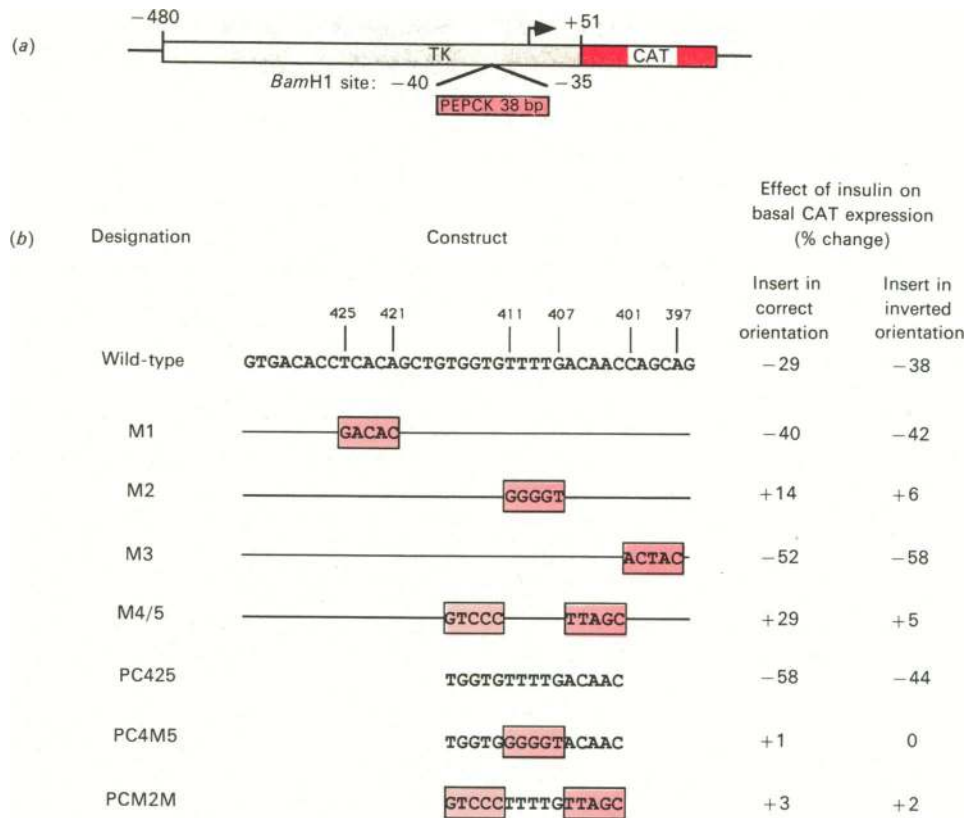 (a) −480 +51
TK CAT
BamH1 site: −40 −35
PEPCK 38 bp
Effect of insulin on
basal CAT expression
(% change)
(b) Designation Construct
Insert in correct orientation Insert in inverted orientation
425 421 411 407 401 397
Wild-type GTGACACCTCACAGCTGTGGTGTTTTGACAACCAGCAG −29 −38
M1 GACAC −40 −42
M2 GGGGT +14 +6
M3 ACTAC −52 −58
M4/5 GTCCC TTAGC +29 +5
PC425 TGGTGTTTTGACAAC −58 −44
PC4M5 TGGTGGGGGTACAAC +1 0
PCM2M GTCCCTTTTGTTAGC +3 +2